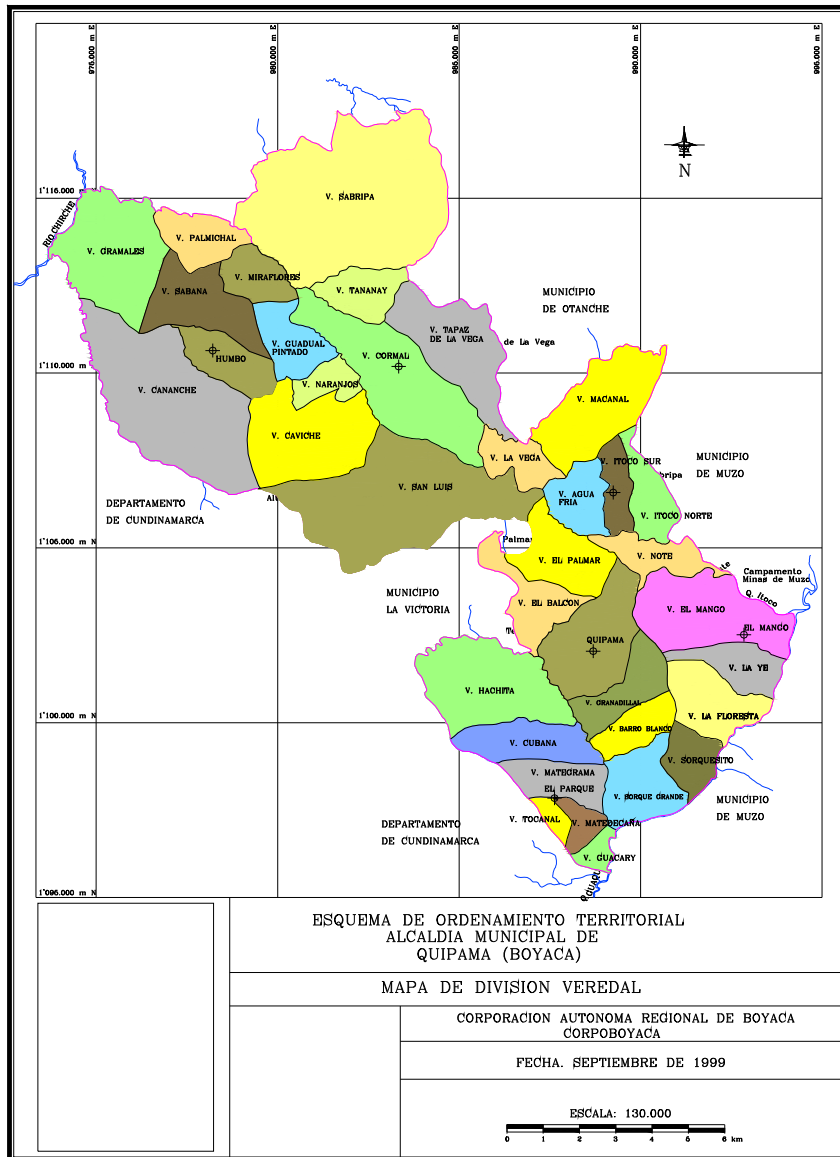 975.000 m E
980.000 m E
985.000 m E
990.000 m E
995.000 m E
N
1'116.000 m N
RIO CHIRCHE
V. SABRIPA
V. PALMICHAL
V. GRAMALES
V. MIRAFLORES
V. SABANA
V. TANANAY
MUNICIPIO
DE OTANCHE
V. TAPAZ
DE LA VEGA
de La Vega
V. GUADUAL
PINTADO
V. CORMAL
HUMBO
1'110.000 m N
V. NARANJOS
V. CANANCHE
V. MACANAL
V. CAVICHE
V. LA VEGA
V. ITOCO SUR
MUNICIPIO
DE MUZO
bripa
V. SAN LUIS
V. AGUA
FRIA
DEPARTAMENTO
DE CUNDINAMARCA
V. ITOCO NORTE
1'106.000 m N
Palmar
V. EL PALMAR
V. NOTE
Campamento
Minas de Muzo
Q. Itoco
MUNICIPIO
LA VICTORIA
V. EL BALCON
V. EL MANGO
EL MANGO
QUIPAMA
V. LA YE
V. HACHITA
V. GRANADILLAL
V. LA FLORESTA
1'100.000 m N
V. BARRO BLANCO
V. CUBANA
V. SORQUESITO
V. MATEGRAMA
EL PARQUE
V. SORQUE GRANDE
MUNICIPIO
DE MUZO
V. TOCANAL
V. MATEDECAÑA
DEPARTAMENTO
DE CUNDINAMARCA
V. GUACARY
1'096.000 m N
ESQUEMA DE ORDENAMIENTO TERRITORIAL
ALCALDIA MUNICIPAL DE
QUIPAMA (BOYACA)
MAPA DE DIVISION VEREDAL
CORPORACION AUTONOMA REGIONAL DE BOYACA
CORPOBOYACA
FECHA. SEPTIEMBRE DE 1999
ESCALA: 130.000
0 1 2 3 4 5 6 km